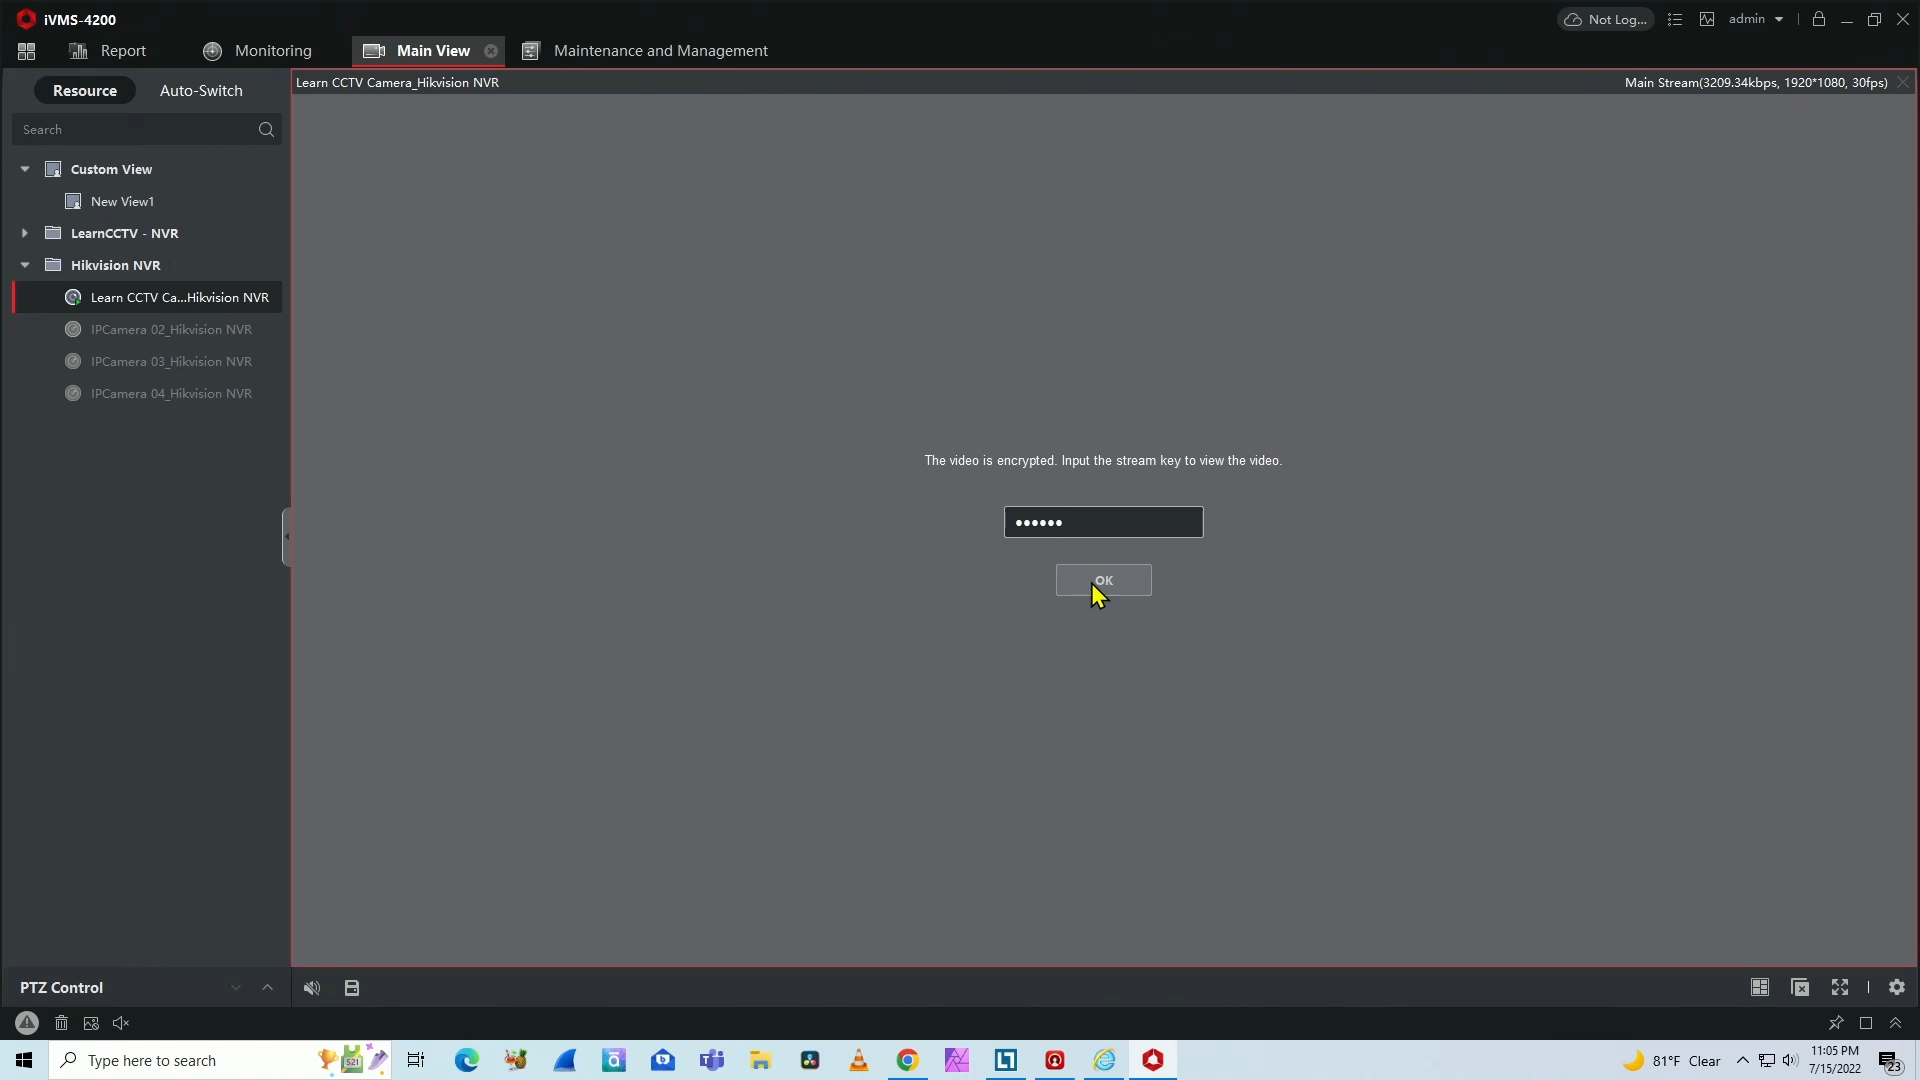 iVMS-4200
Not Log...
admin
Report
Monitoring
Main View
Maintenance and Management
Resource
Auto-Switch
Learn CCTV Camera_Hikvision NVR
Main Stream(3209.34kbps, 1920*1080, 30fps)
Search
Custom View
New View1
LearnCCTV - NVR
Hikvision NVR
Learn CCTV Ca...Hikvision NVR
IPCamera 02_Hikvision NVR
IPCamera 03_Hikvision NVR
IPCamera 04_Hikvision NVR
The video is encrypted. Input the stream key to view the video.
••••••
OK
PTZ Control
Type here to search
81°F Clear
11:05 PM
7/15/2022
23